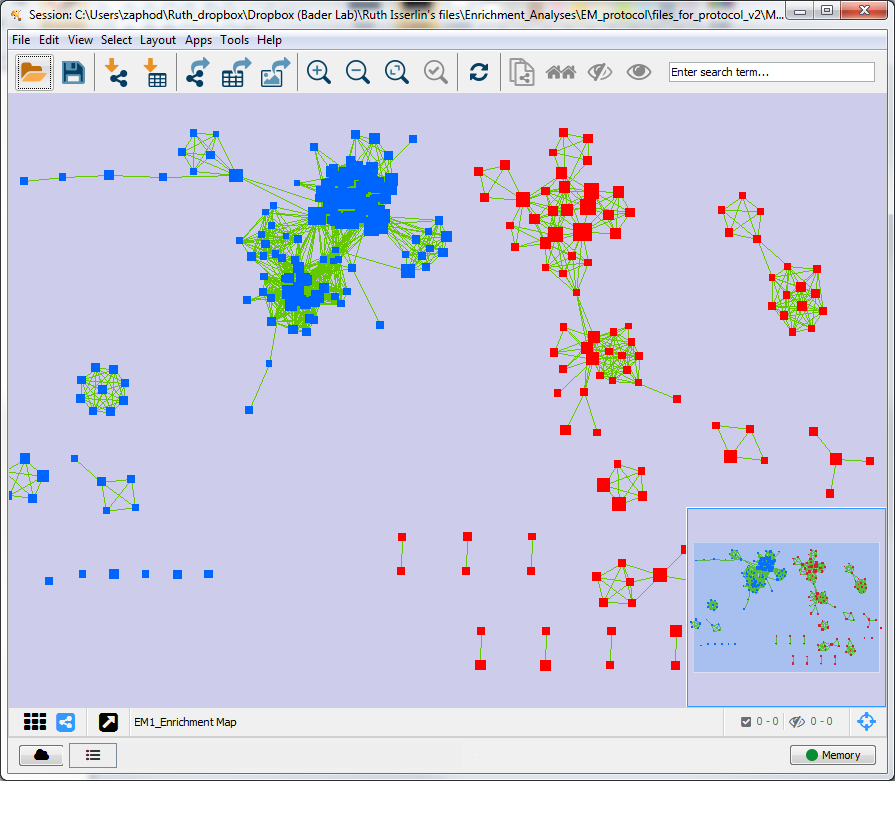 Session: C:\Users\zaphod\Ruth_dropbox\Dropbox (Bader Lab)\Ruth Isserlin's files\Enrichment_Analyses\EM_protocol\files_for_protocol_v2\M...
File Edit View Select Layout Apps Tools Help
Enter search term...
EM1_Enrichment Map
0 - 0
0 - 0
Memory